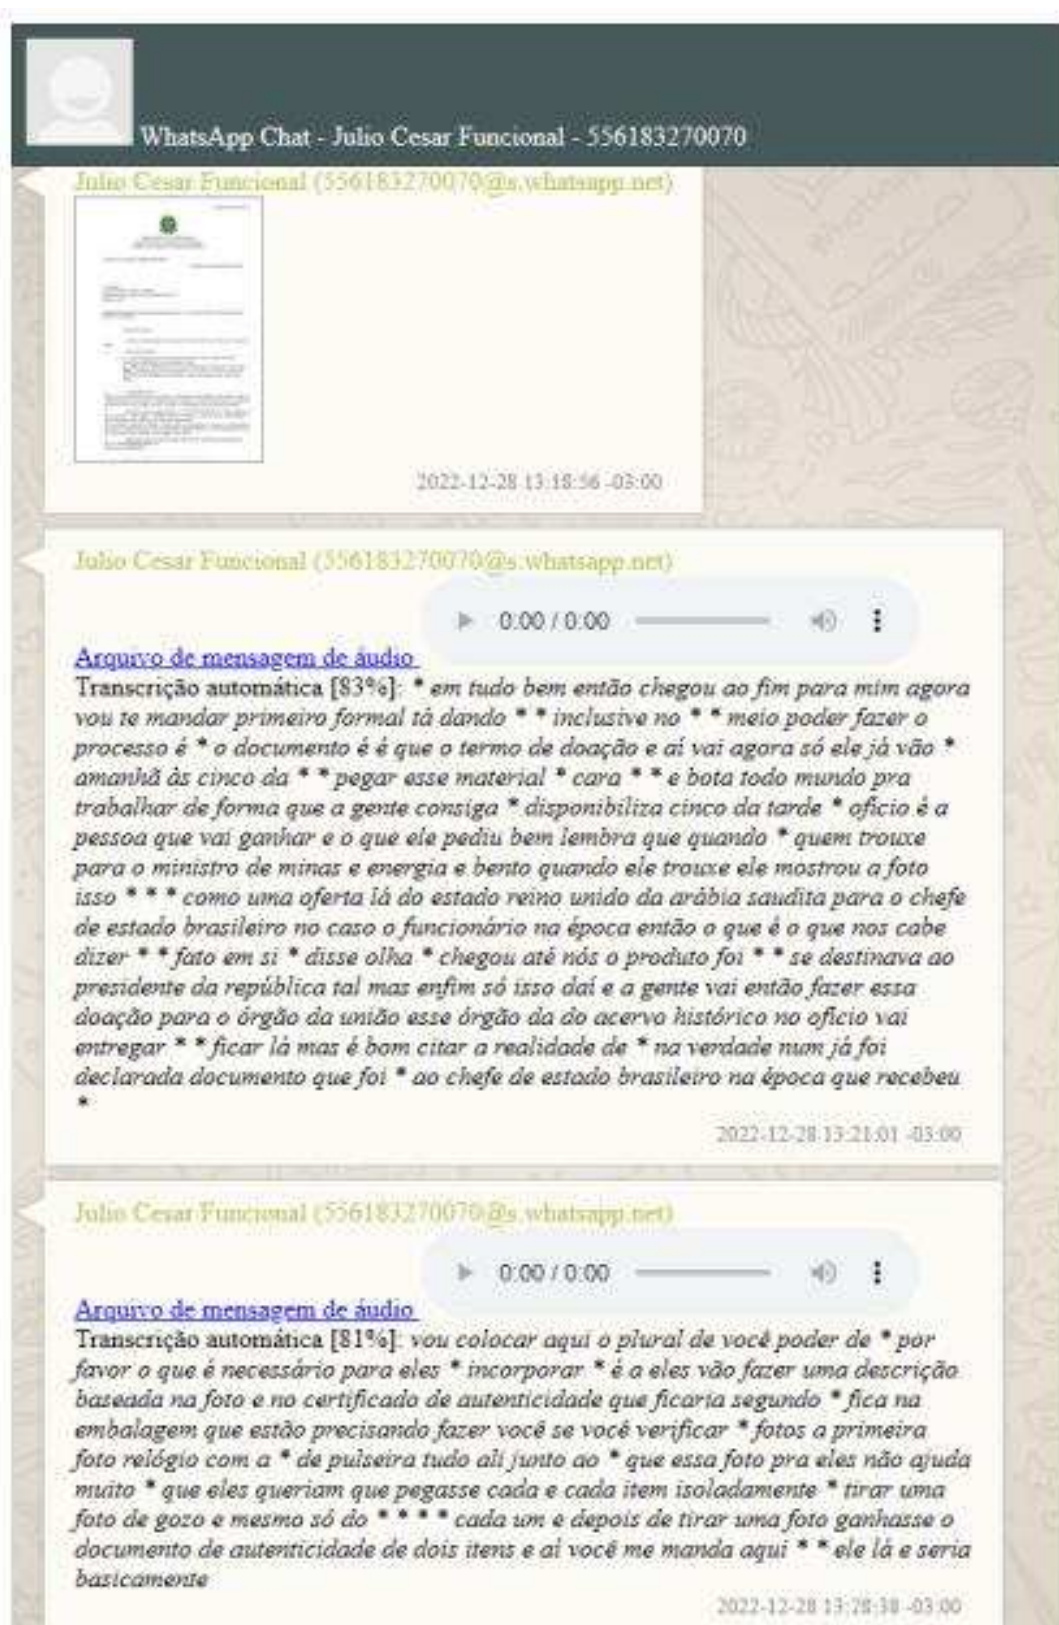 WhatsApp Chat - Julio Cesar Funcional - 556183270070
Julio Cesar Funcional (556183270070@s.whatsapp.net)
2022-12-28 13:18:56 -03:00
Julio Cesar Funcional (556183270070@s.whatsapp.net)
0:00 / 0:00
Arquivo de mensagem de áudio
Transcrição automática [83%]: * em tudo bem então chegou ao fim para mim agora
vou te mandar primeiro formal tá dando * * inclusive no * * meio poder fazer o
processo é * o documento é é que o termo de doação e aí vai agora só ele já vão *
amanhã às cinco da * * pegar esse material * cara * * e bota todo mundo pra
trabalhar de forma que a gente consiga * disponibiliza cinco da tarde * ofício é a
pessoa que vai ganhar e o que ele pediu bem lembra que quando * quem trouxe
para o ministro de minas e energia e bento quando ele trouxe ele mostrou a foto
isso * * * como uma oferta lá do estado reino unido da arábia saudita para o chefe
de estado brasileiro no caso o funcionário na época então o que é o que nos cabe
dizer * * fato em si * disse olha * chegou até nós o produto foi * * se destinava ao
presidente da república tal mas enfim só isso daí e a gente vai então fazer essa
doação para o órgão da união esse órgão da do acervo histórico no ofício vai
entregar * * ficar lá mas é bom citar a realidade de * na verdade num já foi
declarada documento que foi * ao chefe de estado brasileiro na época que recebeu
*
2022-12-28 13:21:01 -03:00
Julio Cesar Funcional (556183270070@s.whatsapp.net)
0:00 / 0:00
Arquivo de mensagem de áudio
Transcrição automática [81%]: vou colocar aqui o plural de você poder de * por
favor o que é necessário para eles * incorporar * é a eles vão fazer uma descrição
baseada na foto e no certificado de autenticidade que ficaria segundo * fica na
embalagem que estão precisando fazer você se você verificar * fotos a primeira
foto relógio com a * de pulseira tudo ali junto ao * que essa foto pra eles não ajuda
muito * que eles queriam que pegasse cada e cada item isoladamente * tirar uma
foto de gozo e mesmo só do * * * * cada um e depois de tirar uma foto ganhasse o
documento de autenticidade de dois itens e aí você me manda aqui * * ele lá e seria
basicamente
2022-12-28 13:28:38 -03:00